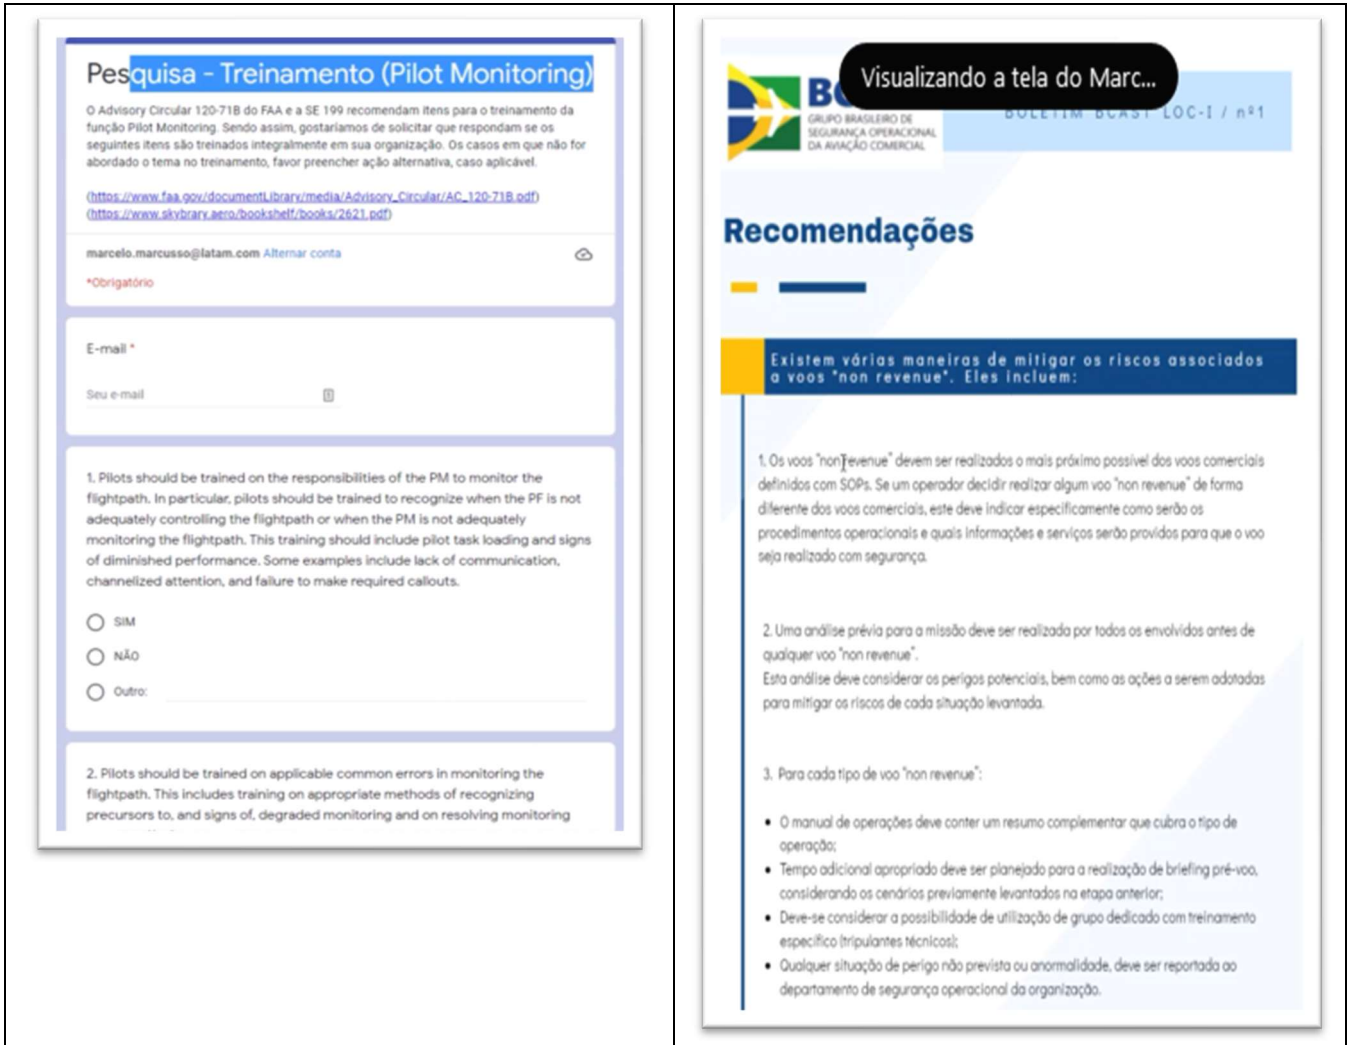 Pesquisa - Treinamento (Pilot Monitoring)
O Advisory Circular 120-71B do FAA e a SE 199 recomendam itens para o treinamento da
função Pilot Monitoring. Sendo assim, gostaríamos de solicitar que respondam se os
seguintes itens são treinados integralmente em sua organização. Os casos em que não for
abordado o tema no treinamento, favor preencher ação alternativa, caso aplicável.
(https://www.faa.gov/documentLibrary/media/Advisory_Circular/AC_120-71B.pdf)
(https://www.skybrary.aero/bookshelf/books/2621.pdf)
marcelo.marcusso@latam.com Alternar conta
*Obrigatório
E-mail *
Seu e-mail
1. Pilots should be trained on the responsibilities of the PM to monitor the
flightpath. In particular, pilots should be trained to recognize when the PF is not
adequately controlling the flightpath or when the PM is not adequately
monitoring the flightpath. This training should include pilot task loading and signs
of diminished performance. Some examples include lack of communication,
channelized attention, and failure to make required callouts.
SIM
NÃO
Outro:
2. Pilots should be trained on applicable common errors in monitoring the
flightpath. This includes training on appropriate methods of recognizing
precursors to, and signs of, degraded monitoring and on resolving monitoring
Visualizando a tela do Marc...
GRUPO BRASILEIRO DE
SEGURANÇA OPERACIONAL
DA AVIAÇÃO COMERCIAL
BOLETIM BCAST LOC-I / nº1
Recomendações
Existem várias maneiras de mitigar os riscos associados
a voos "non revenue". Eles incluem:
1. Os voos "non revenue" devem ser realizados o mais próximo possível dos voos comerciais
definidos com SOPs. Se um operador decidir realizar algum voo "non revenue" de forma
diferente dos voos comerciais, este deve indicar especificamente como serão os
procedimentos operacionais e quais informações e serviços serão providos para que o voo
seja realizado com segurança.
2. Uma análise prévia para a missão deve ser realizada por todos os envolvidos antes de
qualquer voo "non revenue".
Esta análise deve considerar os perigos potenciais, bem como as ações a serem adotadas
para mitigar os riscos de cada situação levantada.
3. Para cada tipo de voo "non revenue":
• O manual de operações deve conter um resumo complementar que cubra o tipo de
operação;
• Tempo adicional apropriado deve ser planejado para a realização de briefing pré-voo,
considerando os cenários previamente levantados na etapa anterior;
• Deve-se considerar a possibilidade de utilização de grupo dedicado com treinamento
específico (tripulantes técnicos);
• Qualquer situação de perigo não prevista ou anormalidade, deve ser reportada ao
departamento de segurança operacional da organização.